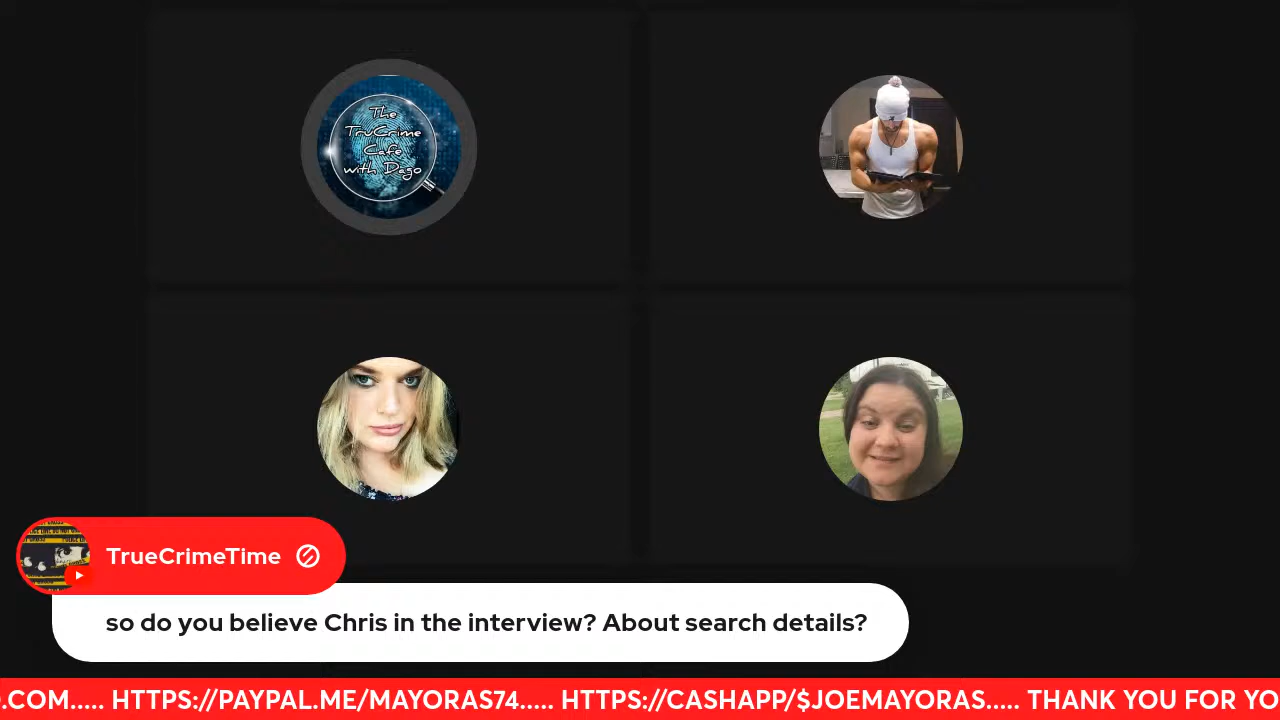 The
TruCrime
Cafe
with Dago
TrueCrimeTime
so do you believe Chris in the interview? About search details?
.COM..... HTTPS://PAYPAL.ME/MAYORAS74..... HTTPS://CASHAPP/$JOEMAYORAS..... THANK YOU FOR YO